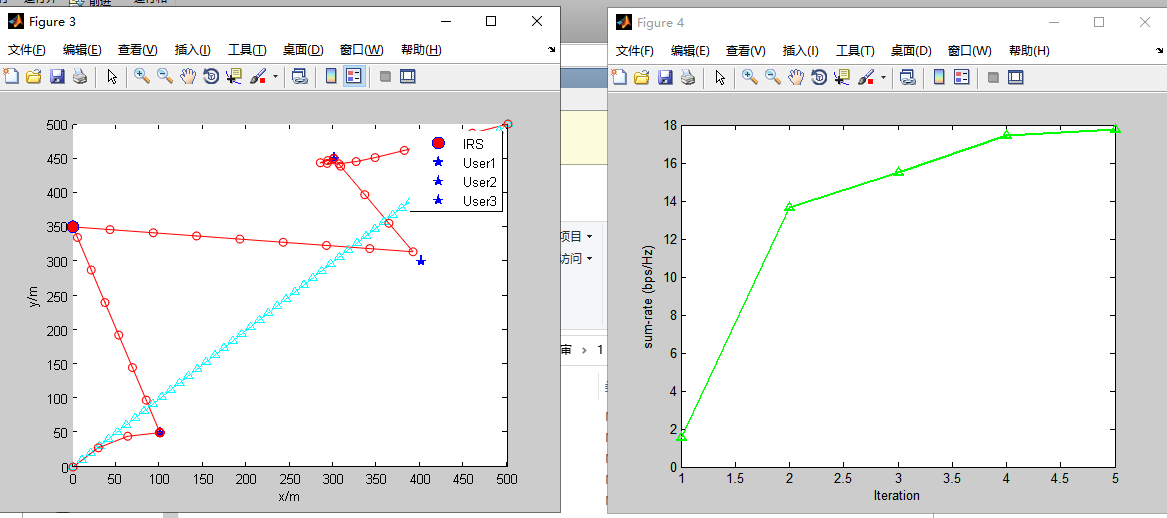 前进
Figure 3
文件(F) 编辑(E) 查看(V) 插入(I) 工具(T) 桌面(D) 窗口(W) 帮助(H)
500
450
400
350
300
250
200
150
100
50
0
y/m
0 50 100 150 200 250 300 350 400 450 500
x/m
IRS
User1
User2
User3
项目
访问
审 › 1
Figure 4
文件(F) 编辑(E) 查看(V) 插入(I) 工具(T) 桌面(D) 窗口(W) 帮助(H)
18
16
14
12
10
8
6
4
2
0
sum-rate (bps/Hz)
1 1.5 2 2.5 3 3.5 4 4.5 5
Iteration